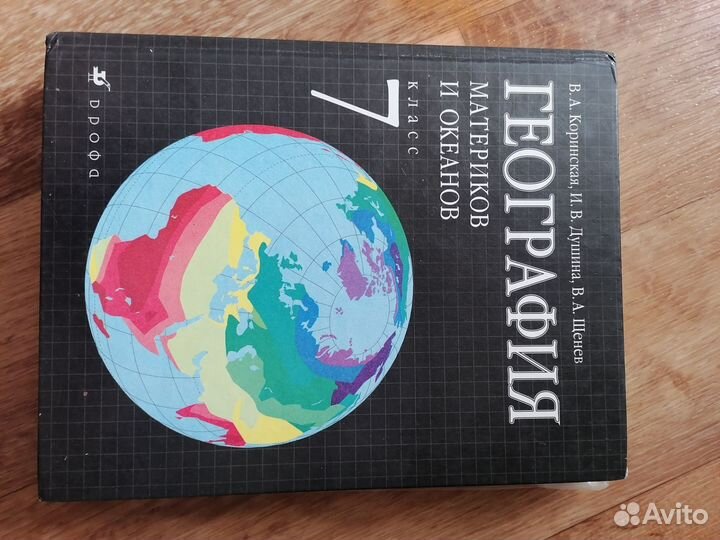 В.А. Коринская, И. В. Душина, В. А. Щенев
ГЕОГРАФИЯ
МАТЕРИКОВ
И ОКЕАНОВ
7
класс
дрофа
Avito